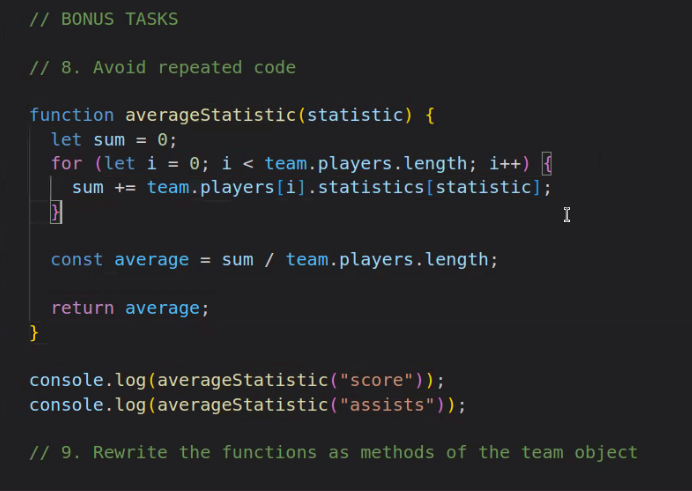 // BONUS TASKS
// 8. Avoid repeated code
function averageStatistic(statistic) {
let sum = 0;
for (let i = 0; i < team.players.length; i++) {
sum += team.players[i].statistics[statistic];
}
const average = sum / team.players.length;
return average;
}
console.log(averageStatistic("score"));
console.log(averageStatistic("assists"));
// 9. Rewrite the functions as methods of the team object